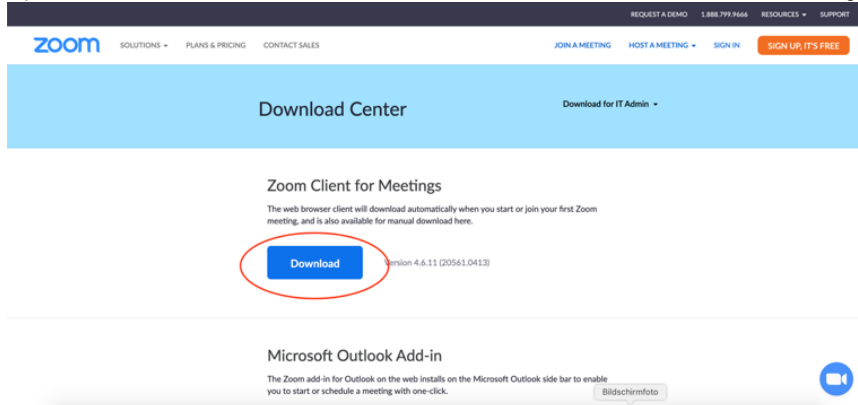 REQUEST A DEMO 1.888.799.9666 RESOURCES SUPPORT
zoom SOLUTIONS PLANS & PRICING CONTACT SALES JOIN A MEETING HOST A MEETING SIGN IN SIGN UP, IT'S FREE
Download Center Download for IT Admin
Zoom Client for Meetings
The web browser client will download automatically when you start or join your first Zoom
meeting, and is also available for manual download here.
Download Version 4.6.11 (20561.0413)
Microsoft Outlook Add-in
The Zoom add-in for Outlook on the web installs on the Microsoft Outlook side bar to enable
you to start or schedule a meeting with one-click.
Bildschirmfoto